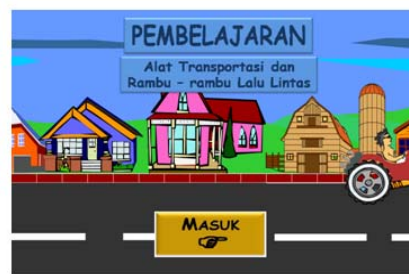 PEMBELAJARAN
Alat Transportasi dan
Rambu - rambu Lalu Lintas
MASUK